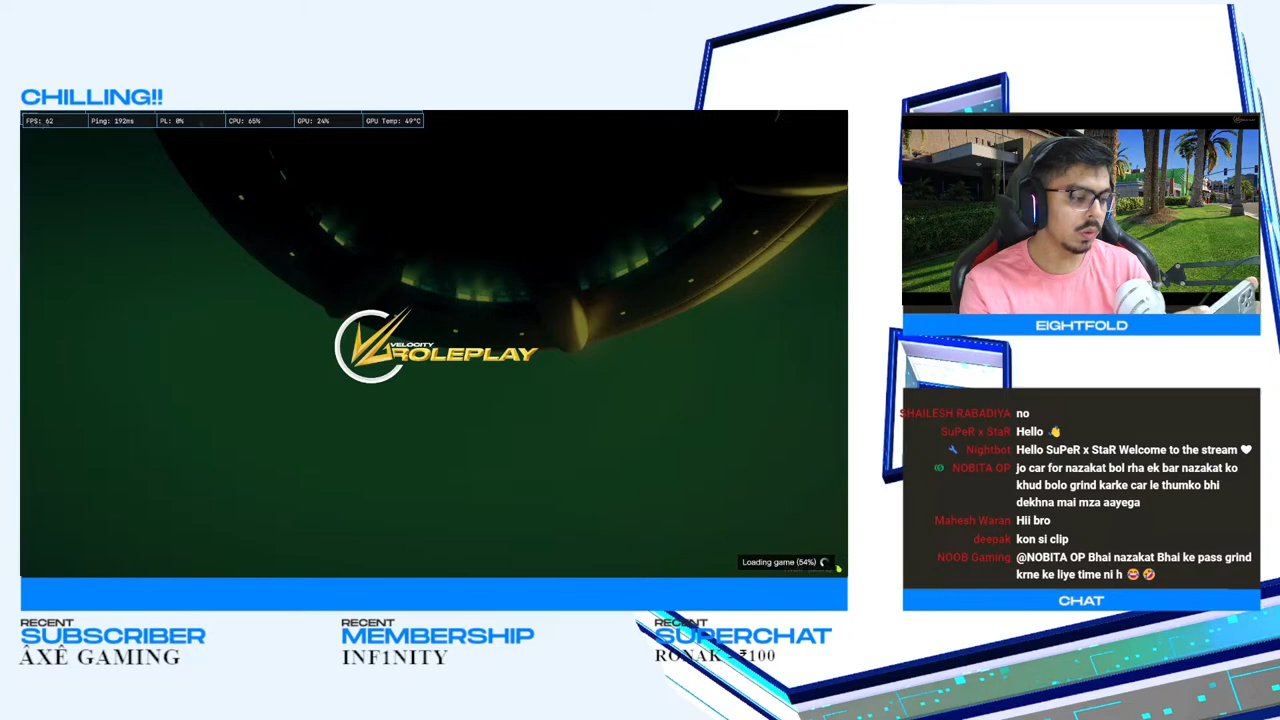 CHILLING!!
FPS: 62 Ping: 192ms PL: 0% CPU: 65% GPU: 24% GPU Temp: 49°C
VELOCITY
ROLEPLAY
Loading game (54%)
EIGHTFOLD
SHAILESH RABADIYA no
SuPeR x StaR Hello 👋
Nightbot Hello SuPeR x StaR Welcome to the stream 🤍
NOBITA OP jo car for nazakat bol rha ek bar nazakat ko
khud bolo grind karke car le thumko bhi
dekhna mai mza aayega
Mahesh Waran Hii bro
deepak kon si clip
NOOB Gaming @NOBITA OP Bhai nazakat Bhai ke pass grind
krne ke liye time ni h 😂 🤣
CHAT
RECENT
SUBSCRIBER
ÂXÊ GAMING
RECENT
MEMBERSHIP
INF1NITY
RECENT
SUPERCHAT
RONAK - ₹100